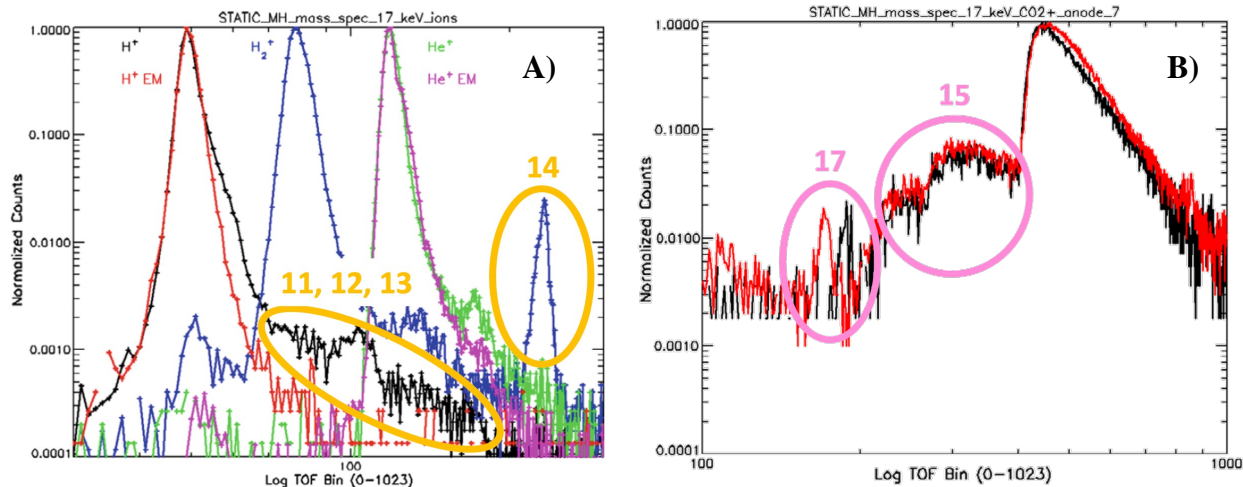 STATIC_MH_mass_spec_17_keV_ions
1.0000
0.1000
0.0100
0.0010
0.0001
Normalized Counts
H⁺
H⁺ EM
H₂⁺
He⁺
He⁺ EM
A)
14
11, 12, 13
100
Log TOF Bin (0-1023)
STATIC_MH_mass_spec_17_keV_CO2+_anode_7
1.0000
0.1000
0.0100
0.0010
0.0001
Normalized Counts
B)
15
17
100
1000
Log TOF Bin (0-1023)